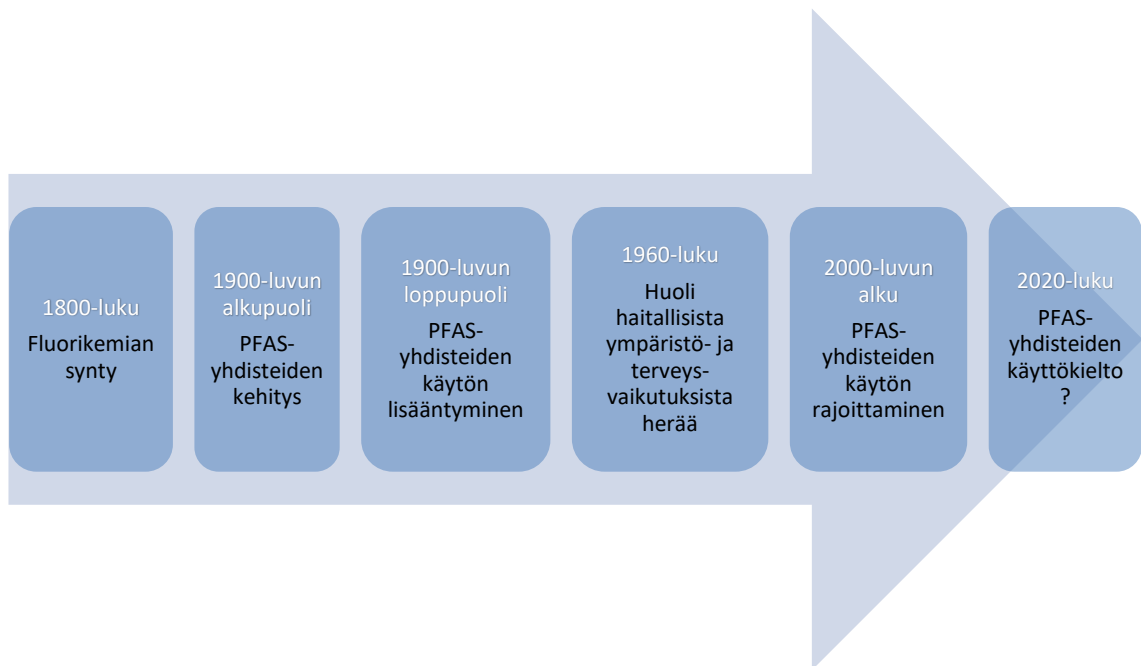 1800-luku
Fluorikemian
synty
1900-luvun
alkupuoli
PFAS-
yhdisteiden
kehitys
1900-luvun
loppupuoli
PFAS-
yhdisteiden
käytön
lisääntyminen
1960-luku
Huoli
haitallisista
ympäristö- ja
terveys-
vaikutuksista
herää
2000-luvun
alku
PFAS-
yhdisteiden
käytön
rajoittaminen
2020-luku
PFAS-
yhdisteiden
käyttökielto
?